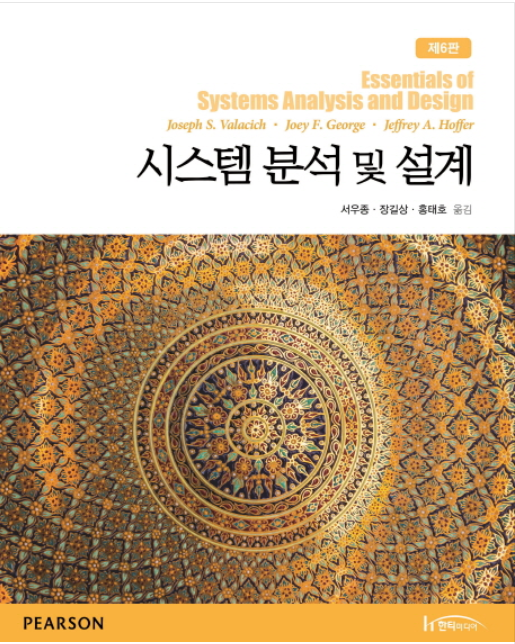 제6판
Essentials of
Systems Analysis and Design
Joseph S. Valacich · Joey F. George · Jeffrey A. Hoffer
시스템 분석 및 설계
서우종 · 장길상 · 홍태호 옮김
PEARSON
한티미디어